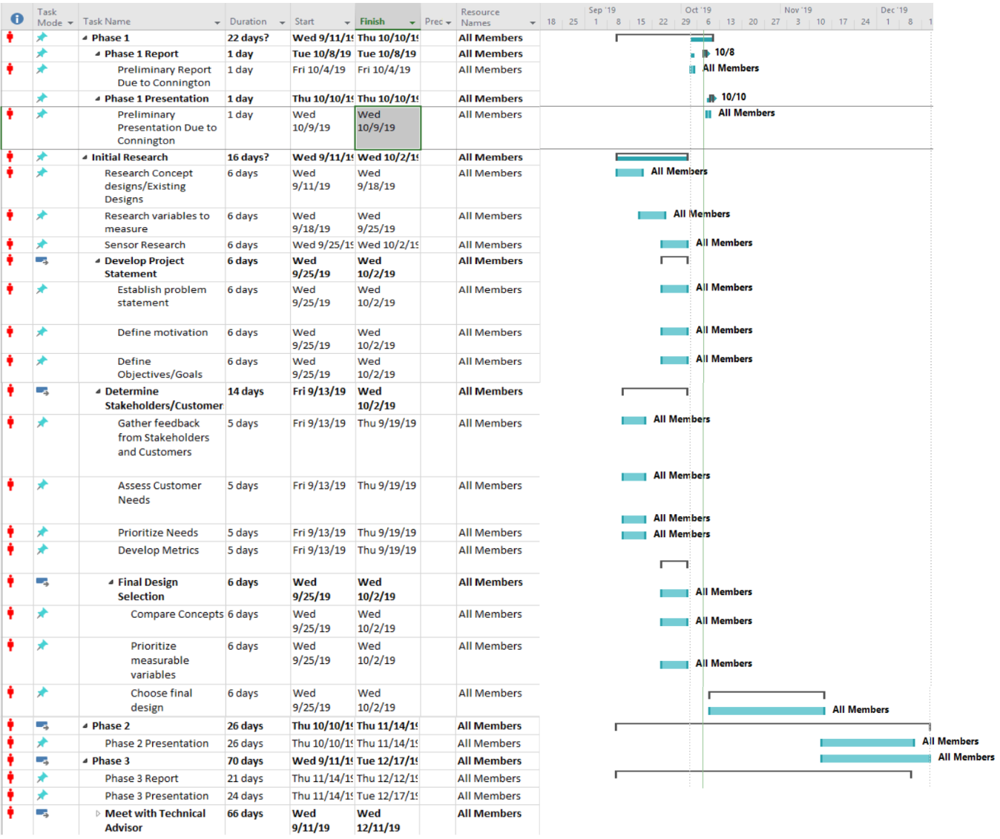 Task
Mode Task Name Duration Start Finish Prec Resource
Names
Sep '19 Oct '19 Nov '19 Dec '19
18 25 1 8 15 22 29 6 13 20 27 3 10 17 24 1 8 1
Phase 1 22 days? Wed 9/11/19 Thu 10/10/19 All Members
Phase 1 Report 1 day Tue 10/8/19 Tue 10/8/19 All Members 10/8
Preliminary Report 1 day Fri 10/4/19 Fri 10/4/19 All Members All Members
Due to Connington
Phase 1 Presentation 1 day Thu 10/10/19 Thu 10/10/19 All Members 10/10
Preliminary 1 day Wed Wed All Members All Members
Presentation Due to 10/9/19 10/9/19
Connington
Initial Research 16 days? Wed 9/11/19 Wed 10/2/19 All Members
Research Concept 6 days Wed Wed All Members All Members
designs/Existing 9/11/19 9/18/19
Designs
Research variables to 6 days Wed Wed All Members All Members
measure 9/18/19 9/25/19
Sensor Research 6 days Wed 9/25/19 Wed 10/2/19 All Members All Members
Develop Project 6 days Wed Wed All Members
Statement 9/25/19 10/2/19
Establish problem 6 days Wed Wed All Members All Members
statement 9/25/19 10/2/19
Define motivation 6 days Wed Wed All Members All Members
9/25/19 10/2/19
Define 6 days Wed Wed All Members All Members
Objectives/Goals 9/25/19 10/2/19
Determine 14 days Fri 9/13/19 Wed All Members
Stakeholders/Customer 10/2/19
Gather feedback 5 days Fri 9/13/19 Thu 9/19/19 All Members All Members
from Stakeholders
and Customers
All Members
Assess Customer 5 days Fri 9/13/19 Thu 9/19/19 All Members
Needs
All Members
Prioritize Needs 5 days Fri 9/13/19 Thu 9/19/19 All Members All Members
Develop Metrics 5 days Fri 9/13/19 Thu 9/19/19 All Members
Final Design 6 days Wed Wed All Members
Selection 9/25/19 10/2/19 All Members
Compare Concepts 6 days Wed Wed All Members All Members
9/25/19 10/2/19
Prioritize 6 days Wed Wed All Members
measurable 9/25/19 10/2/19 All Members
variables
Choose final 6 days Wed Wed All Members
design 9/25/19 10/2/19 All Members
Phase 2 26 days Thu 10/10/19 Thu 11/14/19 All Members
Phase 2 Presentation 26 days Thu 10/10/19 Thu 11/14/19 All Members All Members
Phase 3 70 days Wed 9/11/19 Tue 12/17/19 All Members All Members
Phase 3 Report 21 days Thu 11/14/19 Thu 12/12/19 All Members
Phase 3 Presentation 24 days Thu 11/14/19 Tue 12/17/19 All Members
Meet with Technical 66 days Wed Wed All Members
Advisor 9/11/19 12/11/19